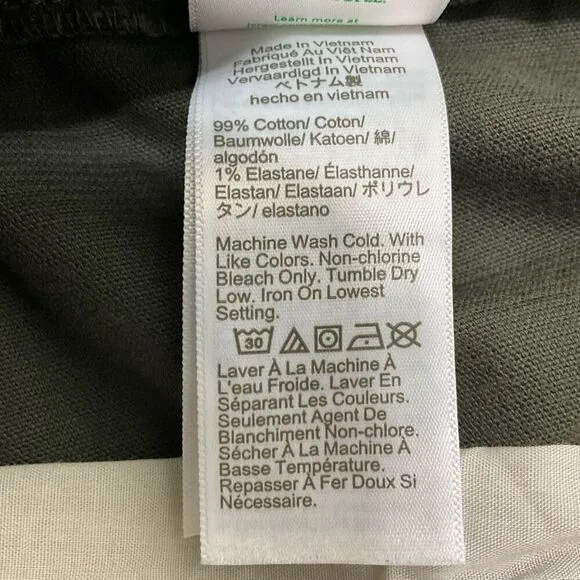 Learn more at
Made In Vietnam
Fabriqué Au Việt Nam
Hergestellt In Vietnam
Vervaardigd In Vietnam
ベトナム製
hecho en vietnam
99% Cotton/ Coton/
Baumwolle/ Katoen/ 綿/
algodón
1% Elastane/ Élasthanne/
Elastan/ Elastaan/ ポリウレ
タン/ elastano
Machine Wash Cold. With
Like Colors. Non-chlorine
Bleach Only. Tumble Dry
Low. Iron On Lowest
Setting.
30
Laver À La Machine À
L'eau Froide. Laver En
Séparant Les Couleurs.
Seulement Agent De
Blanchiment Non-chlore.
Sécher À La Machine À
Basse Température.
Repasser À Fer Doux Si
Nécessaire.